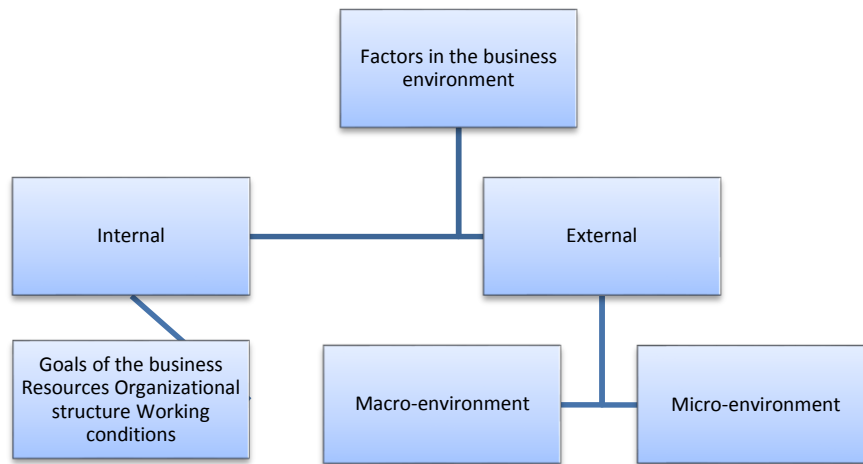 Factors in the business
environment
Internal
External
Goals of the business
Resources Organizational
structure Working
conditions
Macro-environment
Micro-environment